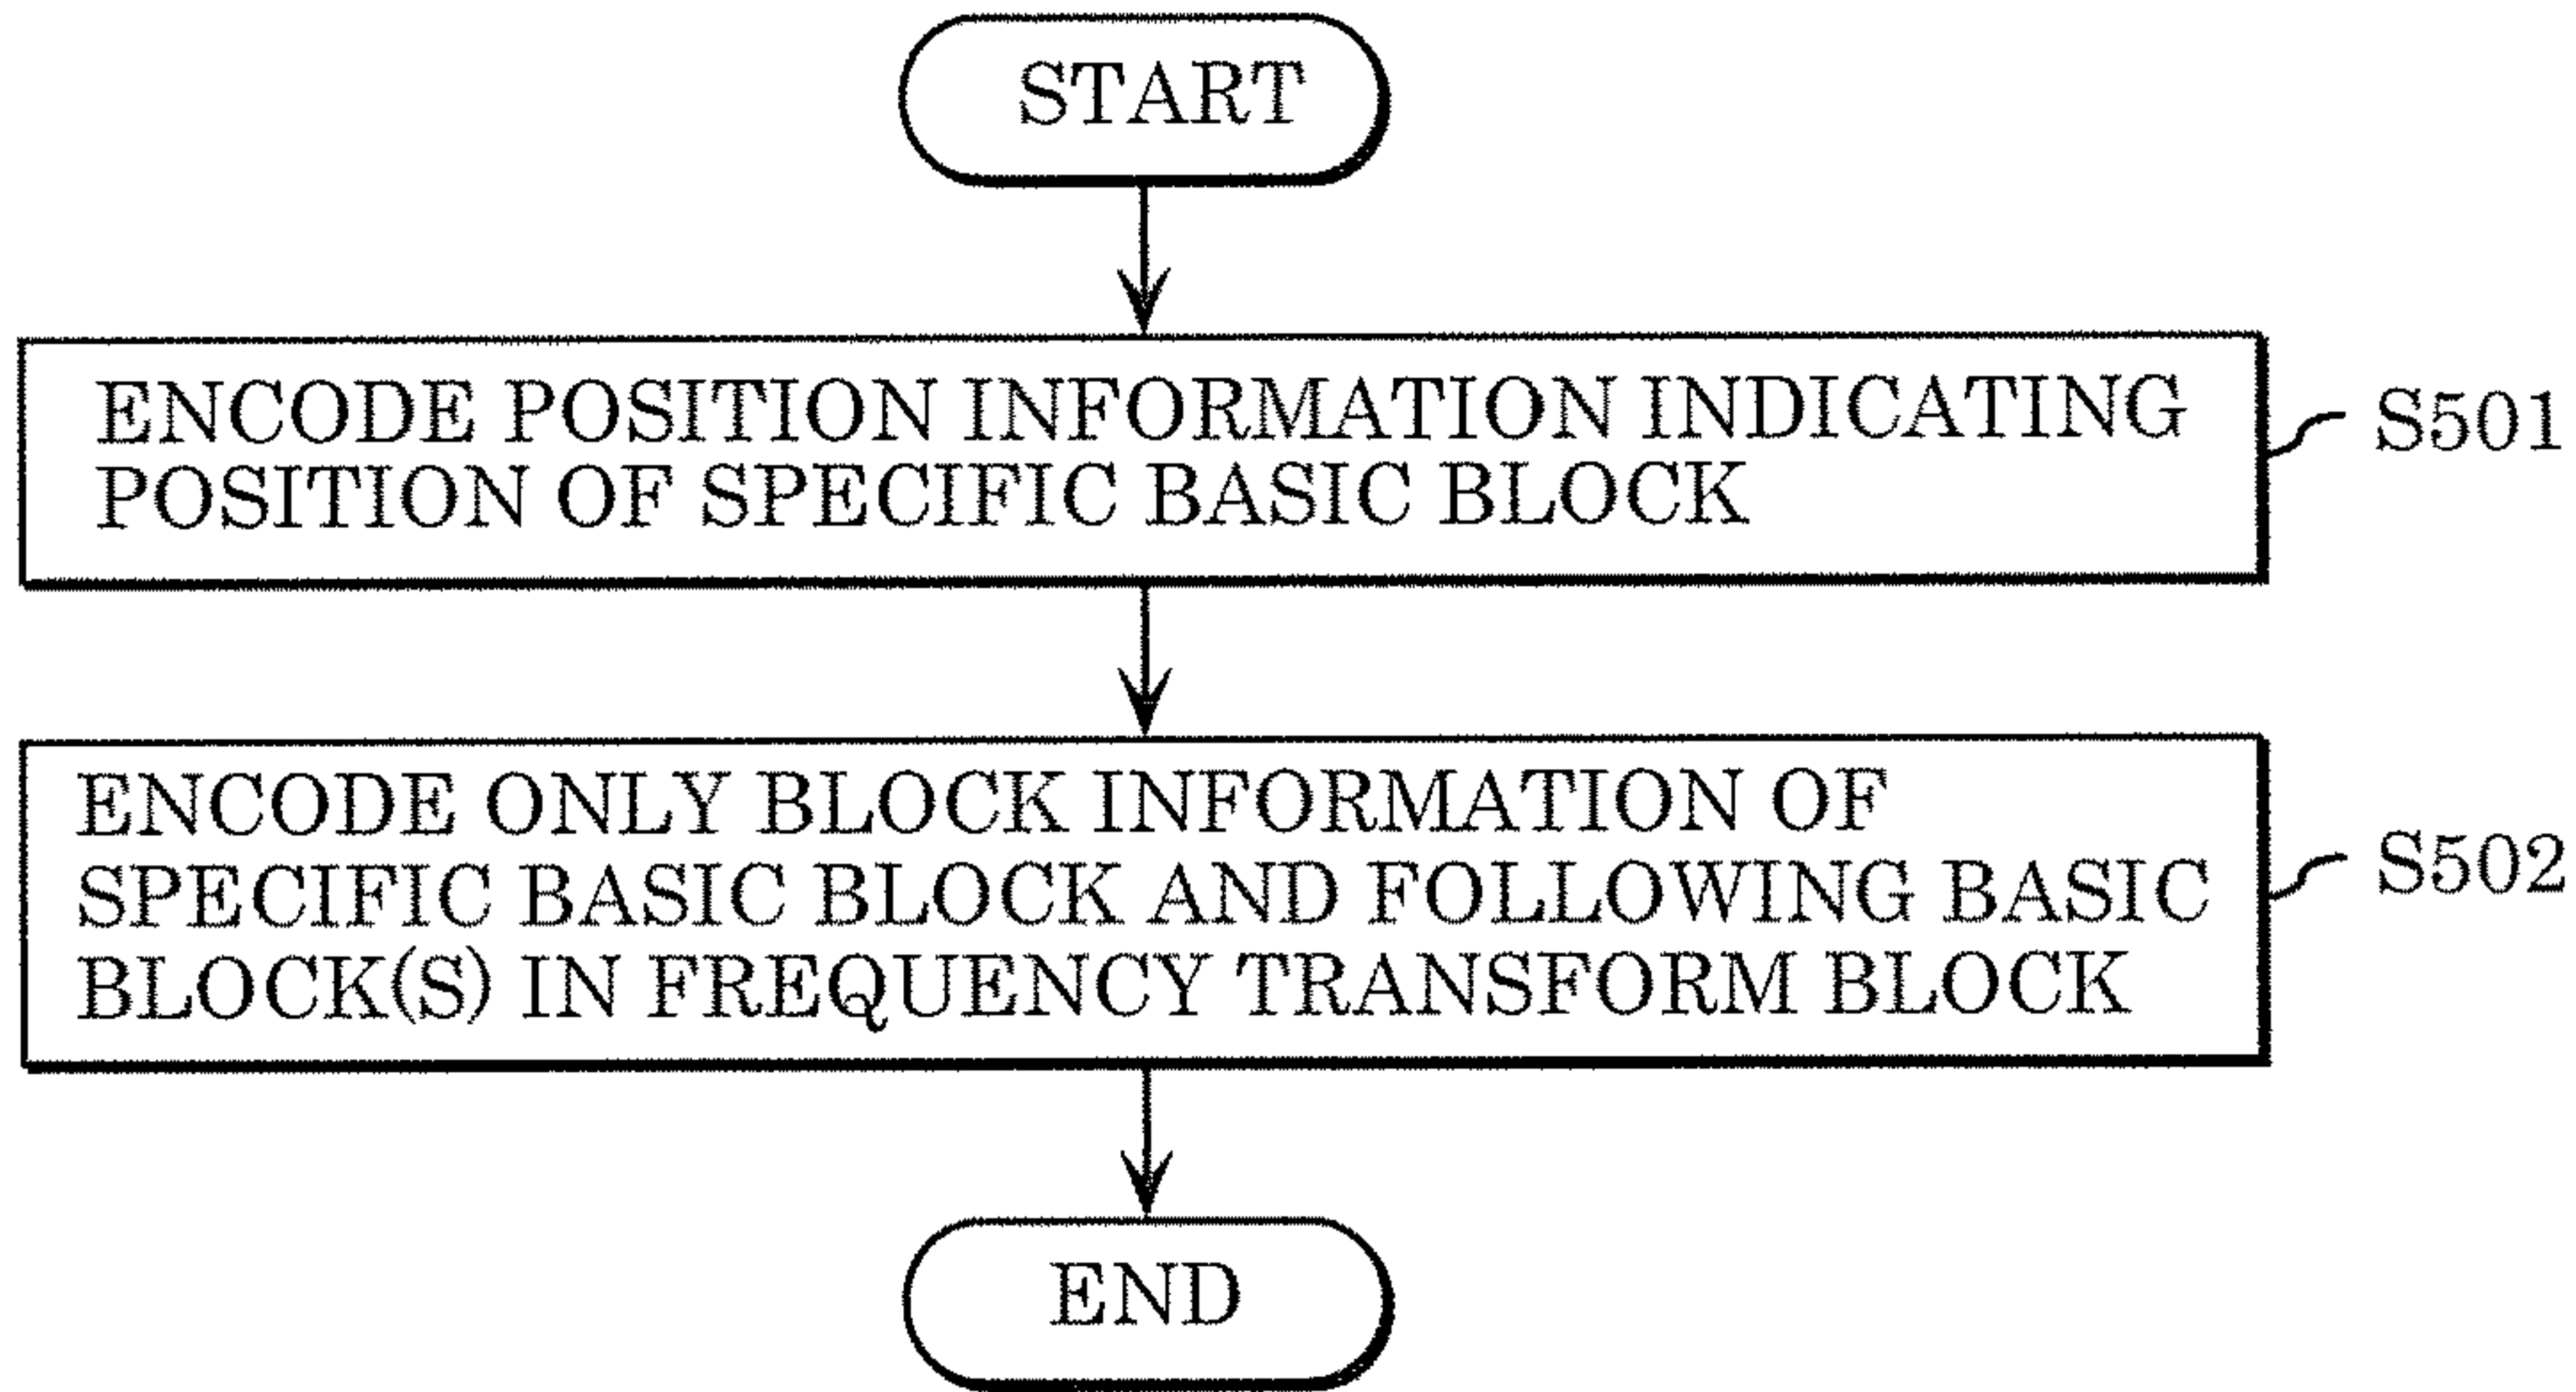 START
ENCODE POSITION INFORMATION INDICATING
POSITION OF SPECIFIC BASIC BLOCK
S501
ENCODE ONLY BLOCK INFORMATION OF
SPECIFIC BASIC BLOCK AND FOLLOWING BASIC
BLOCK(S) IN FREQUENCY TRANSFORM BLOCK
S502
END